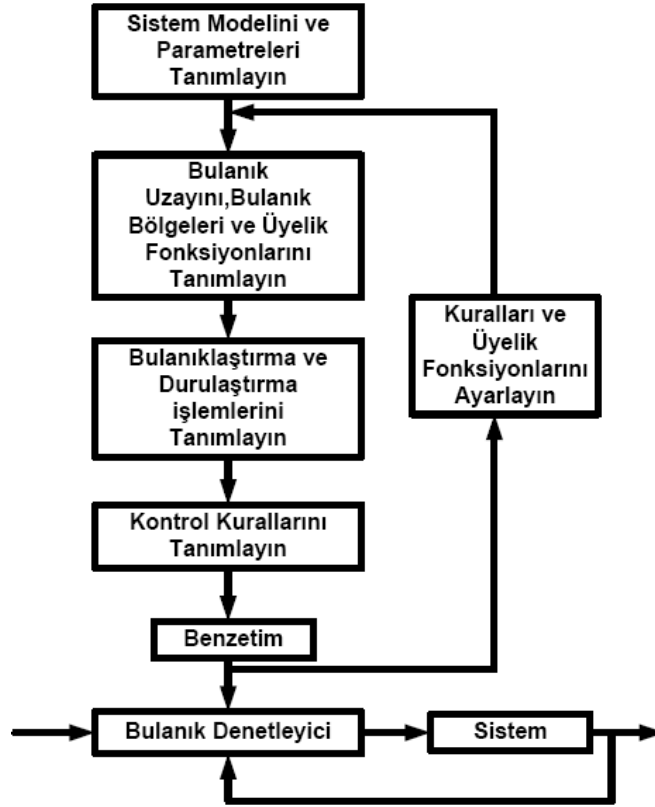 Sistem Modelini ve
Parametreleri
Tanımlayın
Bulanık
Uzayını,Bulanık
Bölgeleri ve Üyelik
Fonksiyonlarını
Tanımlayın
Kuralları ve
Üyelik
Fonksiyonlarını
Ayarlayın
Bulanıklaştırma ve
Durulaştırma
işlemlerini
Tanımlayın
Kontrol Kurallarını
Tanımlayın
Benzetim
Bulanık Denetleyici
Sistem